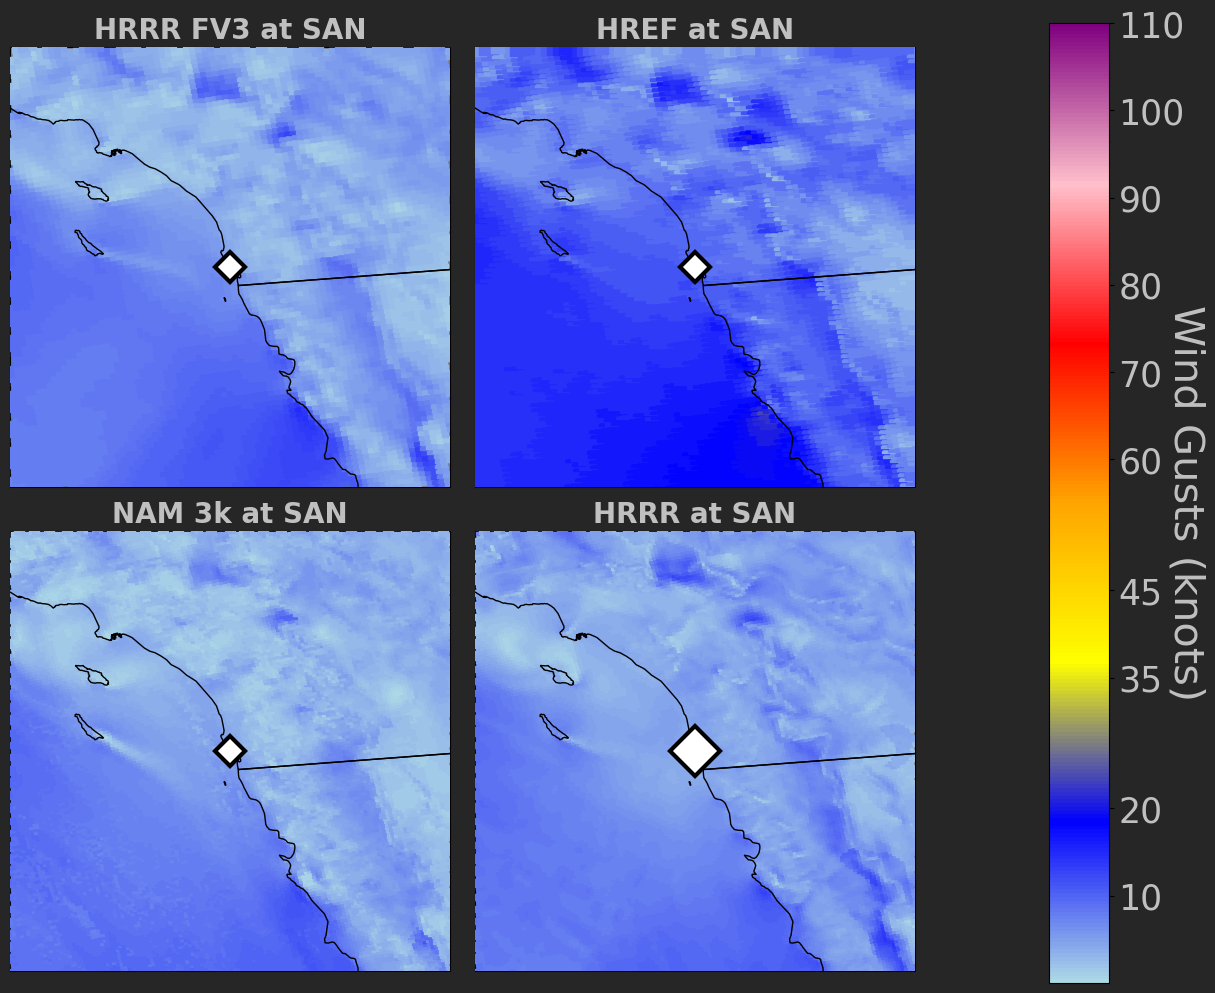 HRRR FV3 at SAN
HREF at SAN
NAM 3k at SAN
HRRR at SAN
110
100
90
80
70
60
45
35
20
10
Wind Gusts (knots)